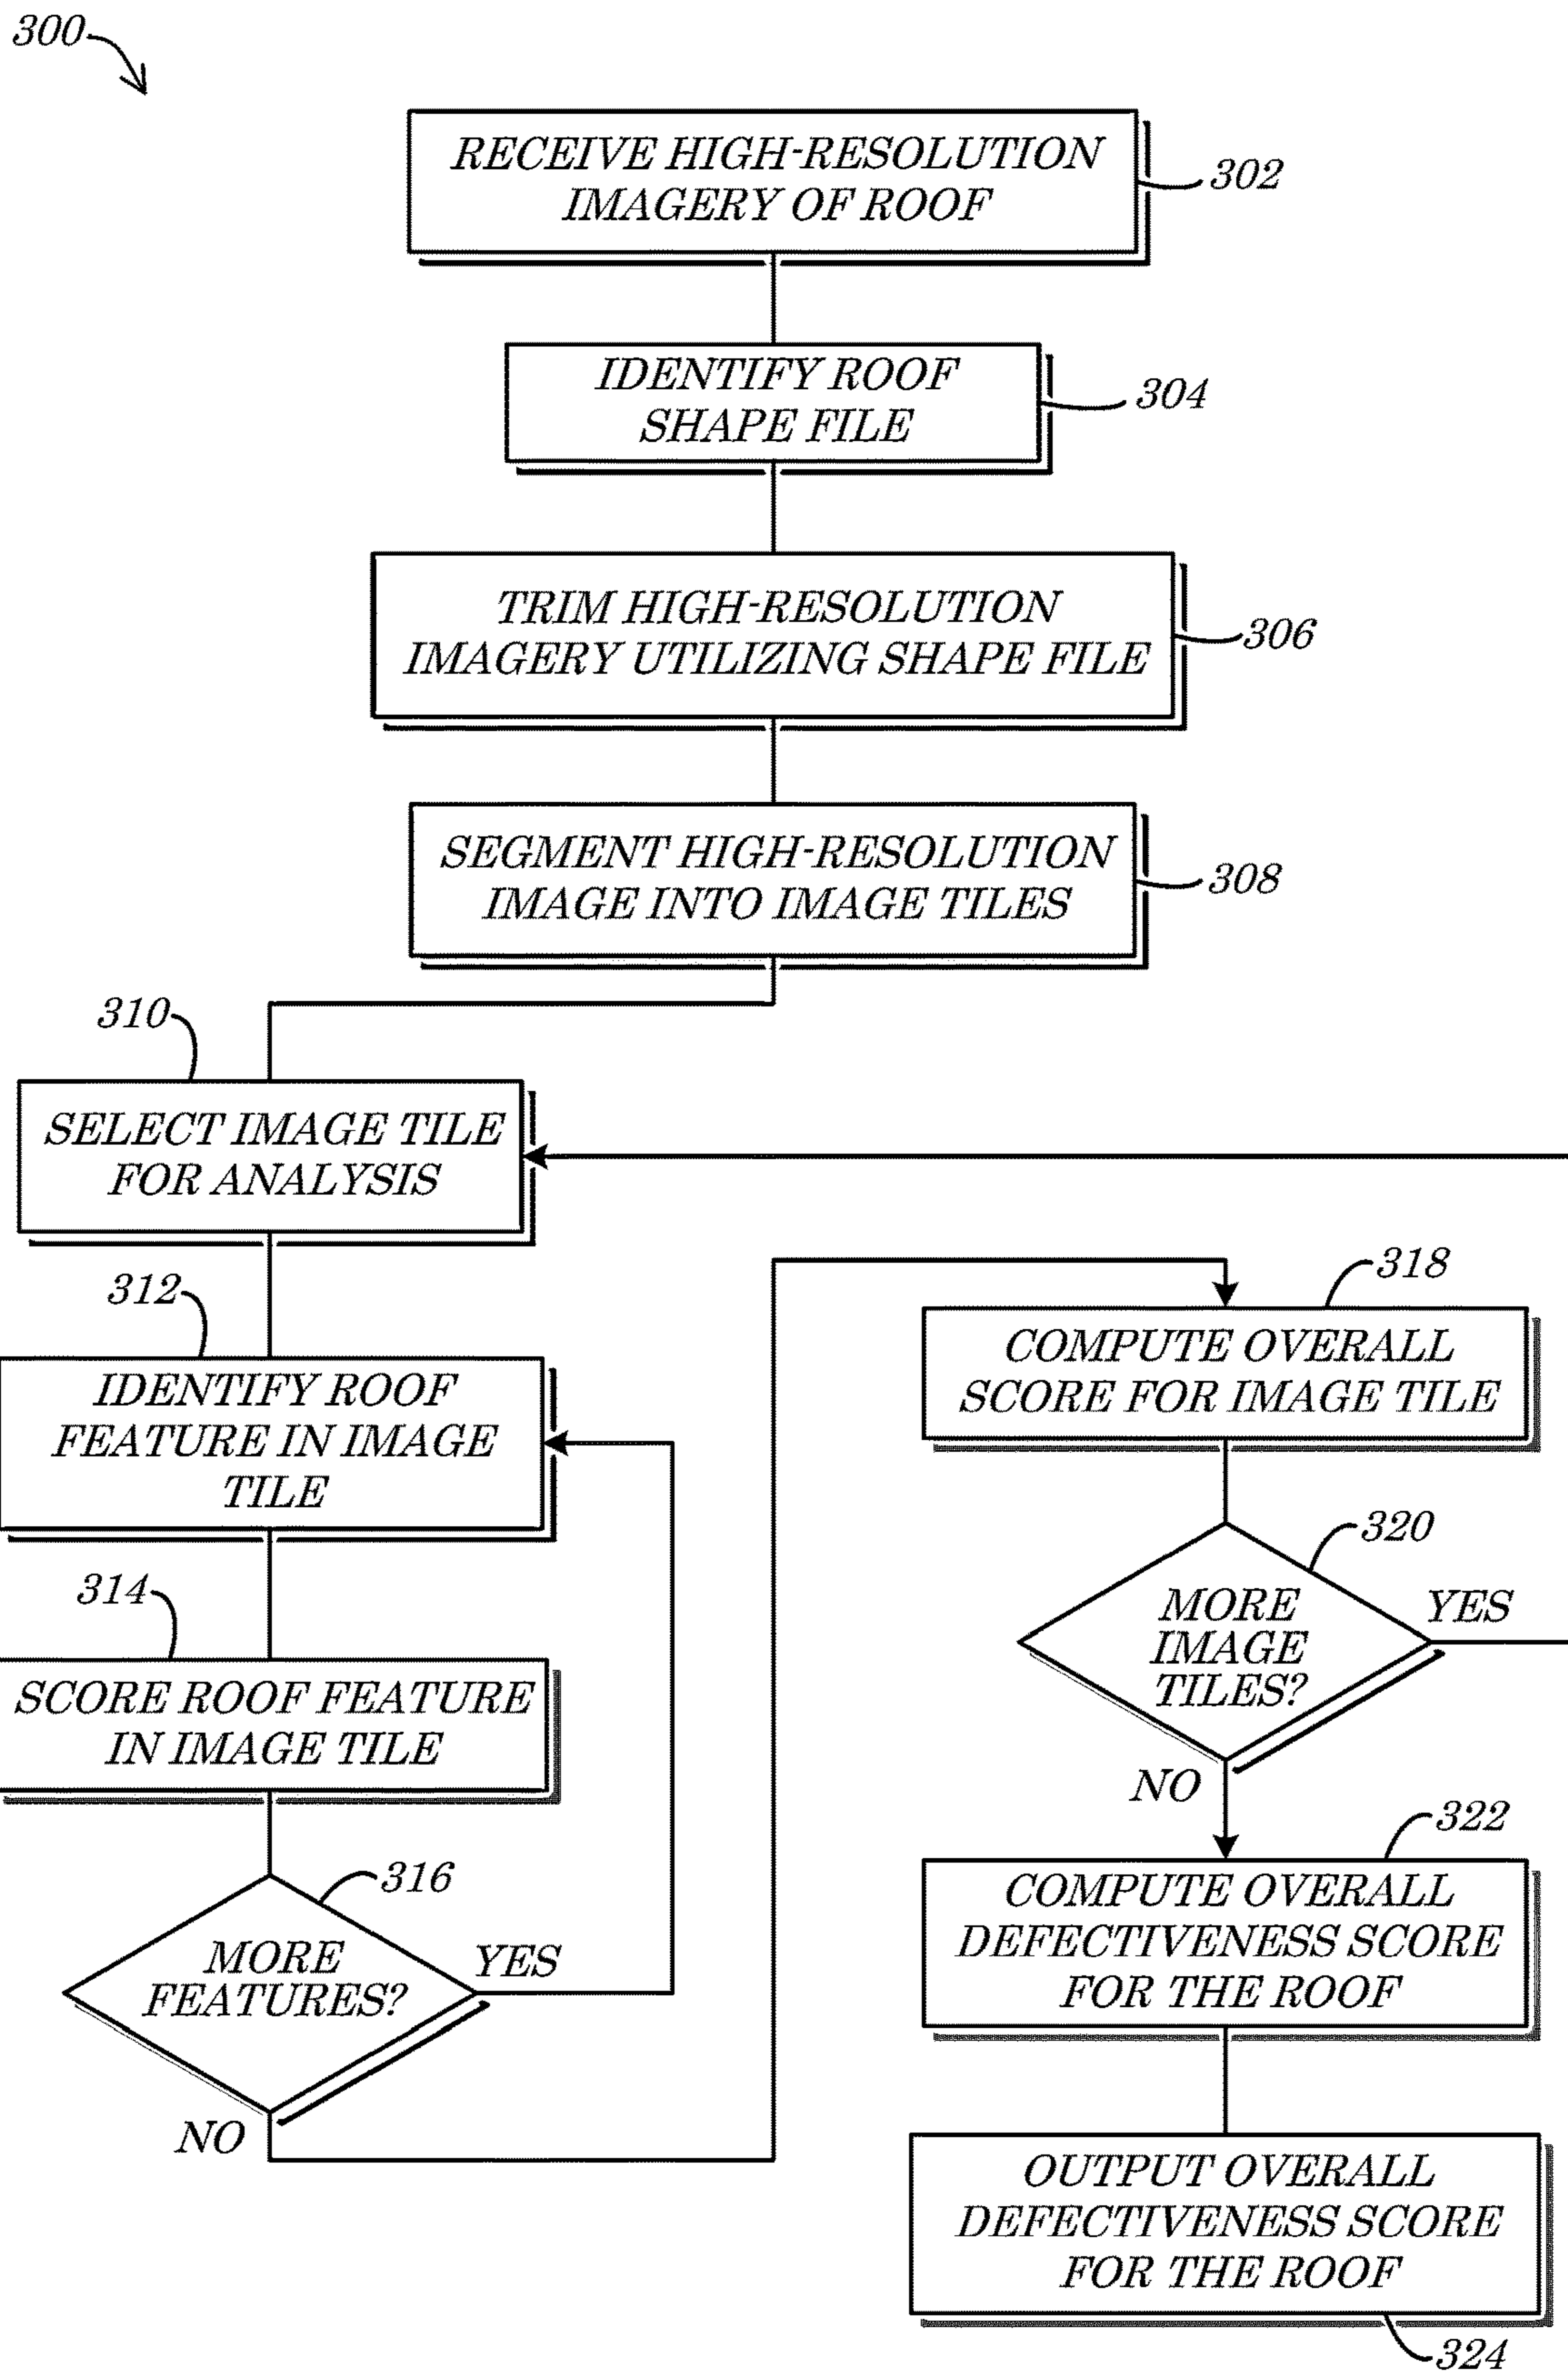 300
RECEIVE HIGH-RESOLUTION
IMAGERY OF ROOF
302
IDENTIFY ROOF
SHAPE FILE
304
TRIM HIGH-RESOLUTION
IMAGERY UTILIZING SHAPE FILE
306
SEGMENT HIGH-RESOLUTION
IMAGE INTO IMAGE TILES
308
310
SELECT IMAGE TILE
FOR ANALYSIS
312
IDENTIFY ROOF
FEATURE IN IMAGE
TILE
314
SCORE ROOF FEATURE
IN IMAGE TILE
316
MORE
FEATURES?
YES
NO
318
COMPUTE OVERALL
SCORE FOR IMAGE TILE
320
MORE
IMAGE
TILES?
YES
NO
322
COMPUTE OVERALL
DEFECTIVENESS SCORE
FOR THE ROOF
OUTPUT OVERALL
DEFECTIVENESS SCORE
FOR THE ROOF
324